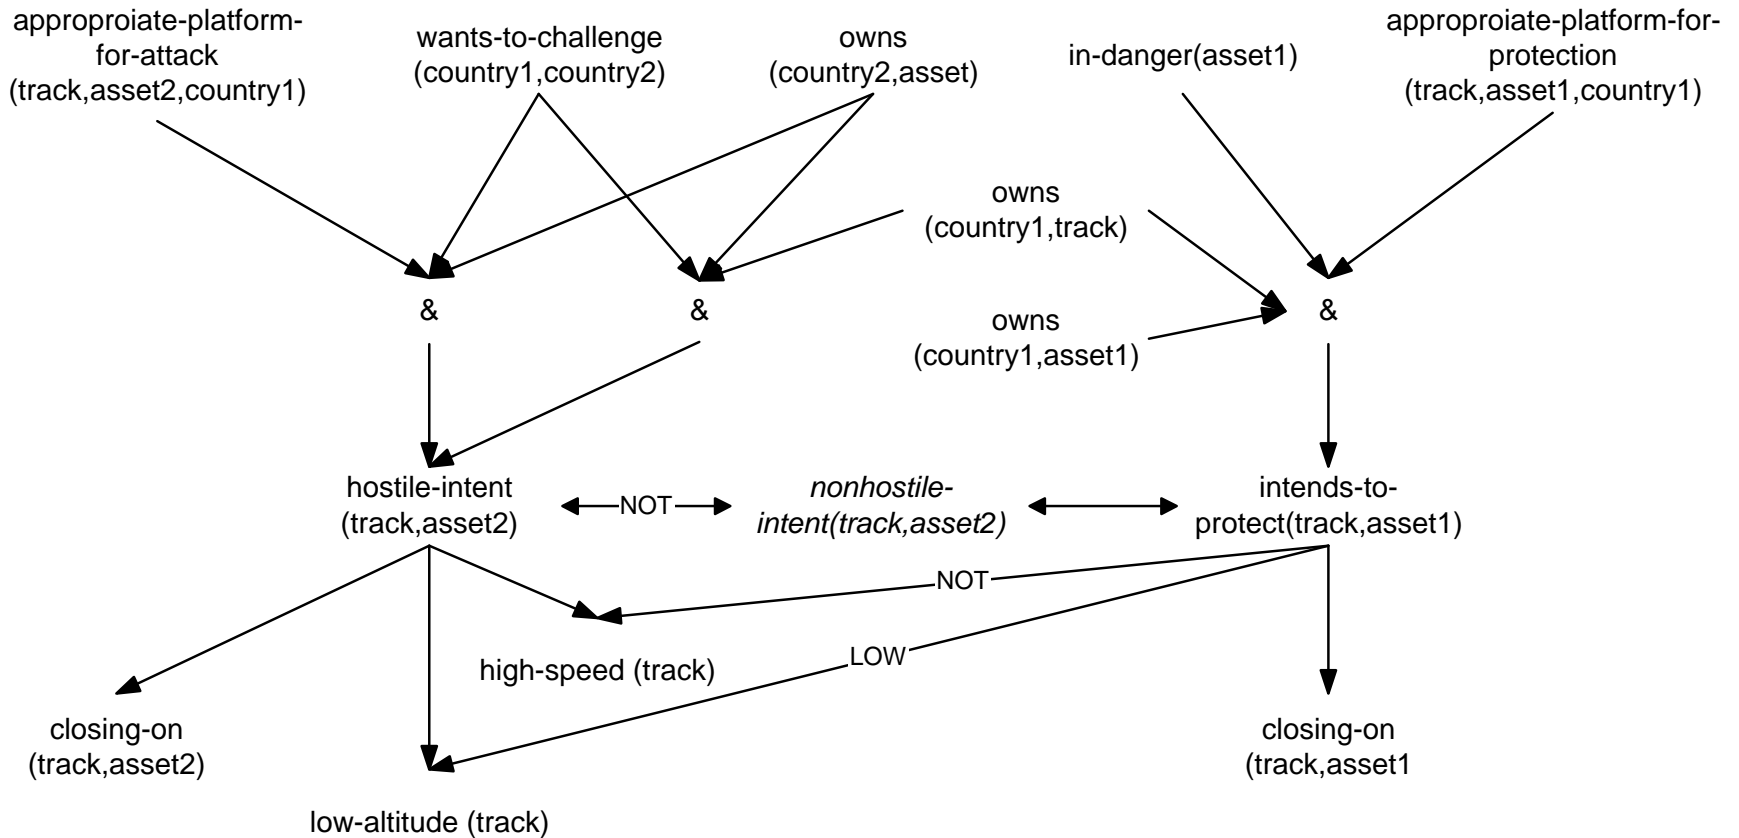 approproiate-platform-
for-attack
(track,asset2,country1)
wants-to-challenge
(country1,country2)
owns
(country2,asset)
in-danger(asset1)
approproiate-platform-for-
protection
(track,asset1,country1)
owns
(country1,track)
&
&
owns
(country1,asset1)
&
hostile-intent
(track,asset2)
NOT
nonhostile-
intent(track,asset2)
intends-to-
protect(track,asset1)
NOT
LOW
high-speed (track)
closing-on
(track,asset2)
closing-on
(track,asset1
low-altitude (track)